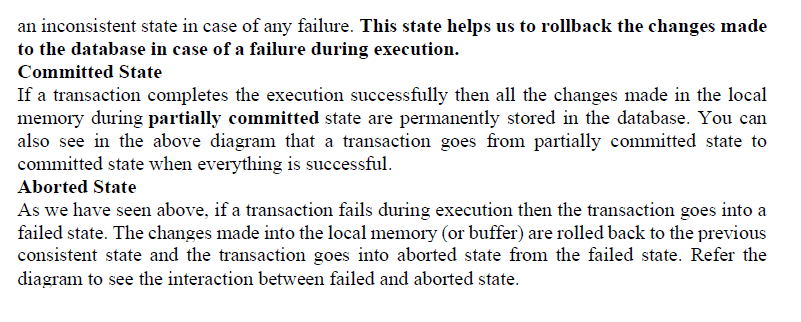 an inconsistent state in case of any failure. This state helps us to rollback the changes made
to the database in case of a failure during execution.
Committed State
If a transaction completes the execution successfully then all the changes made in the local
memory during partially committed state are permanently stored in the database. You can
also see in the above diagram that a transaction goes from partially committed state to
committed state when everything is successful.
Aborted State
As we have seen above, if a transaction fails during execution then the transaction goes into a
failed state. The changes made into the local memory (or buffer) are rolled back to the previous
consistent state and the transaction goes into aborted state from the failed state. Refer the
diagram to see the interaction between failed and aborted state.